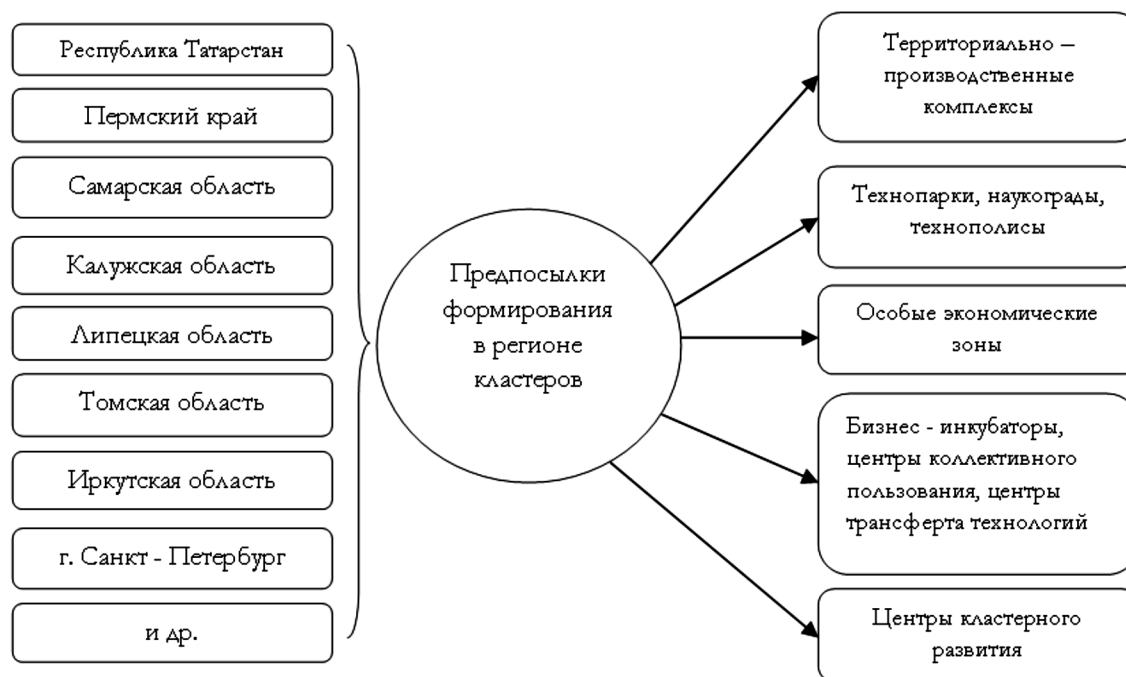 Республика Татарстан
Пермский край
Самарская область
Калужская область
Липецкая область
Томская область
Иркутская область
г. Санкт - Петербург
и др.
Предпосылки
формирования
в регионе
кластеров
Территориально –
производственные
комплексы
Технопарки, наукограды,
технополисы
Особые экономические
зоны
Бизнес - инкубаторы,
центры коллективного
пользования, центры
трансферта технологий
Центры кластерного
развития